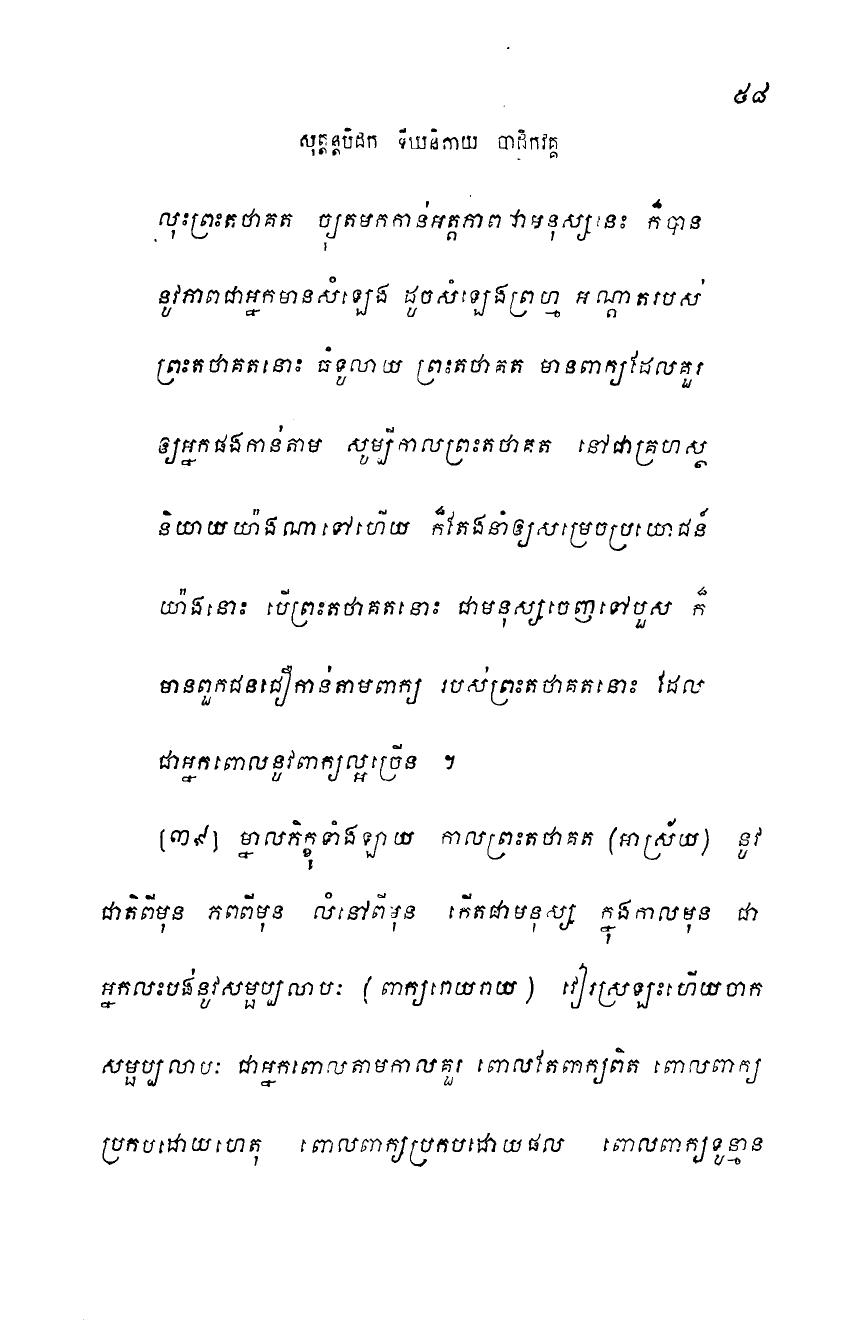 ៥៨
សុត្តន្តបិដក ទីឃនិកាយ បាដិកវគ្គ
លុះព្រះតថាគត ច្យុតមកកាន់អត្តភាពជាមនុស្សនេះ ក៏បាន
នូវភាពជាអ្នកមានសំឡេង ដូចសំឡេងព្រហ្ម អណ្តាតរបស់
ព្រះតថាគតនោះ ធំទូលាយ ព្រះតថាគត មានពាក្យដែលគួរ
ឲ្យអ្នកផងកាន់តាម សូម្បីកាលព្រះតថាគត នៅជាគ្រហស្ថ
និយាយយ៉ាងណាទៅហើយ ក៏តែងនាំឲ្យសម្រេចប្រយោជន៍
យ៉ាងនោះ បើព្រះតថាគតនោះ ជាមនុស្សចេញទៅបួស ក៏
មានពួកជនជឿកាន់តាមពាក្យ របស់ព្រះតថាគតនោះ ដែល
ជាអ្នកពោលនូវពាក្យល្អច្រើន ។
[៣៩] ម្នាលភិក្ខុទាំងឡាយ កាលព្រះតថាគត (អាស្រ័យ) នូវ
ជាតិពីមុន ភពពីមុន លំនៅពីមុន កើតជាមនុស្ស ក្នុងកាលមុន ជា
អ្នកលះបង់នូវសម្ផប្បលាបៈ (ពាក្យរោយរាយ) វៀរស្រឡះហើយចាក
សម្ផប្បលាបៈ ជាអ្នកពោលតាមកាលគួរ ពោលតែពាក្យពិត ពោលពាក្យ
ប្រកបដោយហេតុ ពោលពាក្យប្រកបដោយផល ពោលពាក្យទូន្មាន